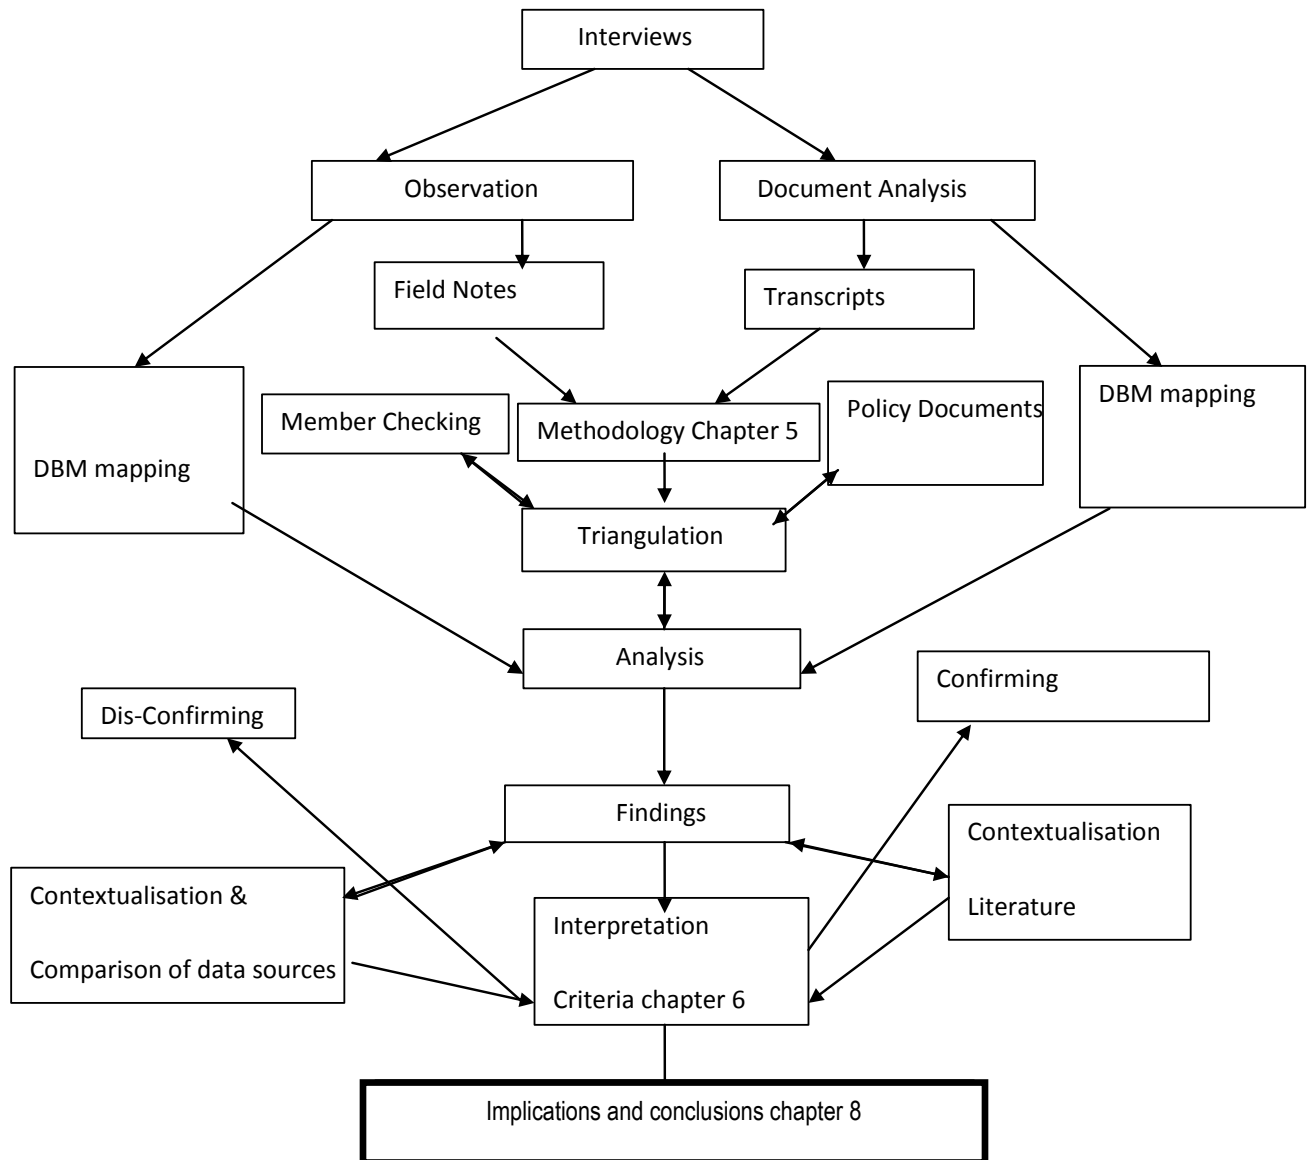 Interviews
Observation
Document Analysis
Field Notes
Transcripts
DBM mapping
Member Checking
Methodology Chapter 5
Policy Documents
DBM mapping
Triangulation
Analysis
Dis-Confirming
Confirming
Findings
Contextualisation &
Comparison of data sources
Interpretation
Criteria chapter 6
Contextualisation
Literature
Implications and conclusions chapter 8